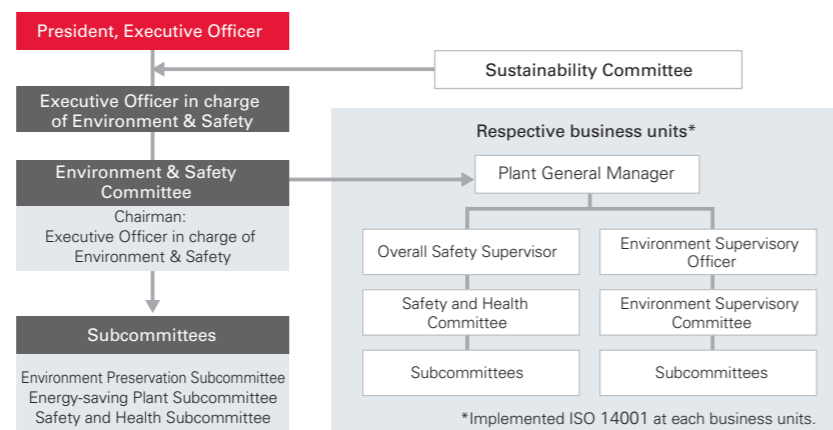 President, Executive Officer
Sustainability Committee
Executive Officer in charge
of Environment & Safety
Environment & Safety
Committee
Chairman:
Executive Officer in charge of
Environment & Safety
Subcommittees
Environment Preservation Subcommittee
Energy-saving Plant Subcommittee
Safety and Health Subcommittee
Respective business units*
Plant General Manager
Overall Safety Supervisor
Safety and Health
Committee
Subcommittees
Environment Supervisory
Officer
Environment Supervisory
Committee
Subcommittees
*Implemented ISO 14001 at each business units.